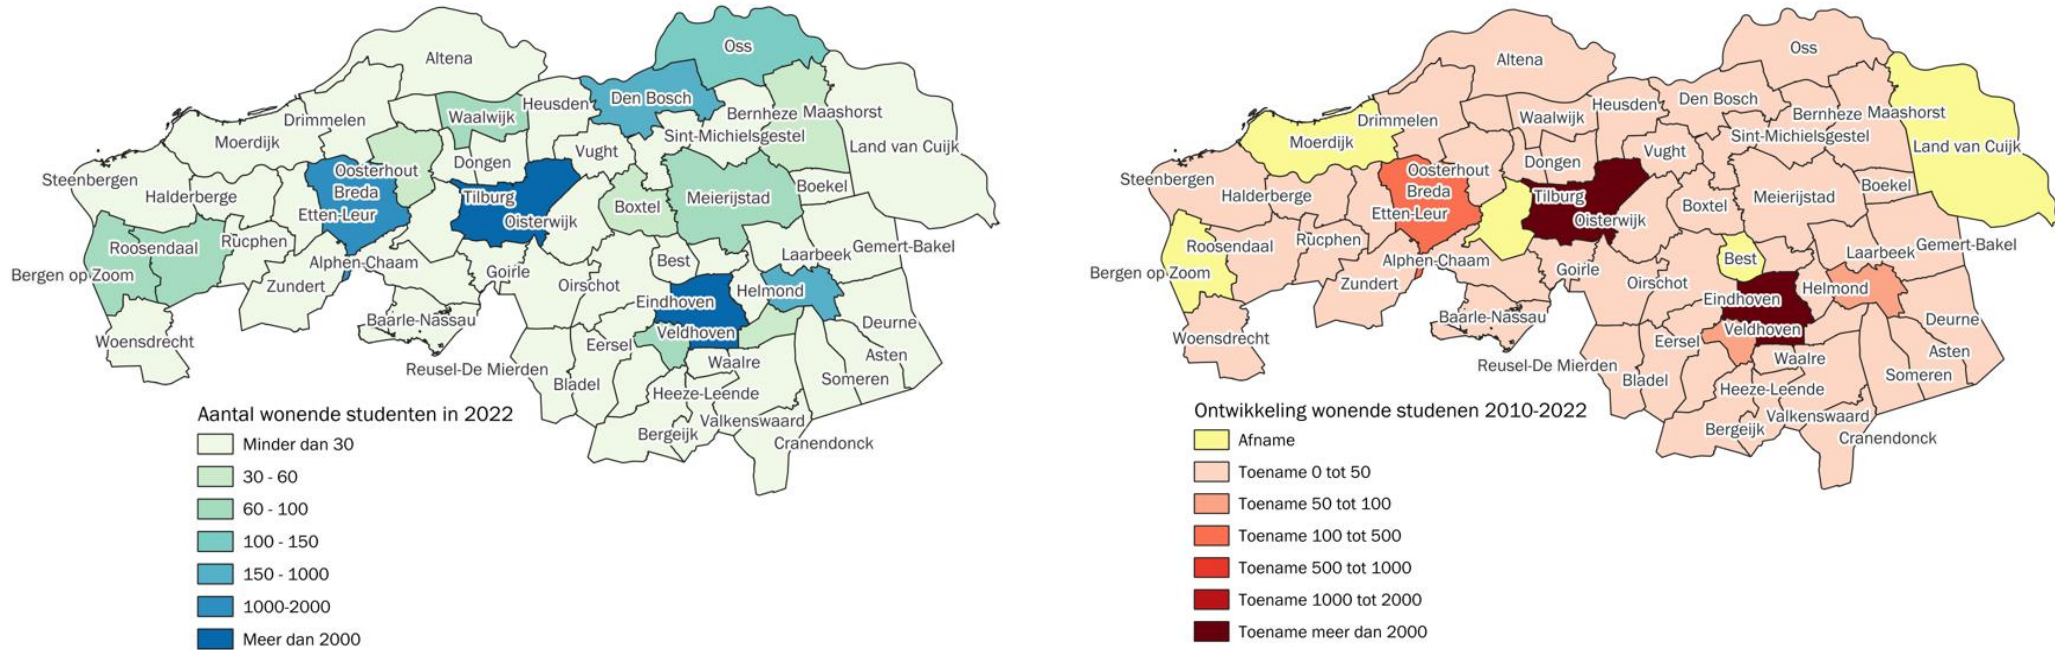 Altena
Oss
Den Bosch
Heusden
Waalwijk
Bernheze
Maashorst
Drimmelen
Sint-Michielsgestel
Moerdijk
Land van Cuijk
Vught
Dongen
Oosterhout
Steenbergen
Breda
Boekel
Halderberge
Tilburg
Meierijstad
Boxtel
Etten-Leur
Oisterwijk
Roosendaal
Rucphen
Gemert-Bakel
Laarbeek
Alphen-Chaam
Best
Bergen op Zoom
Goirle
Zundert
Oirschot
Helmond
Eindhoven
Baarle-Nassau
Deurne
Veldhoven
Woensdrecht
Eersel
Asten
Waalre
Reusel-De Mierden
Someren
Bladel
Heeze-Leende
Valkenswaard
Bergeijk
Cranendonck
Aantal wonende studenten in 2022
Minder dan 30
30 - 60
60 - 100
100 - 150
150 - 1000
1000-2000
Meer dan 2000
Altena
Oss
Den Bosch
Heusden
Waalwijk
Bernheze
Maashorst
Drimmelen
Sint-Michielsgestel
Moerdijk
Land van Cuijk
Vught
Dongen
Oosterhout
Steenbergen
Breda
Boekel
Halderberge
Tilburg
Meierijstad
Boxtel
Etten-Leur
Oisterwijk
Roosendaal
Rucphen
Gemert-Bakel
Laarbeek
Alphen-Chaam
Best
Bergen op Zoom
Goirle
Zundert
Oirschot
Helmond
Eindhoven
Baarle-Nassau
Deurne
Veldhoven
Woensdrecht
Eersel
Asten
Waalre
Reusel-De Mierden
Someren
Bladel
Heeze-Leende
Valkenswaard
Bergeijk
Cranendonck
Ontwikkeling wonende studenen 2010-2022
Afname
Toename 0 tot 50
Toename 50 tot 100
Toename 100 tot 500
Toename 500 tot 1000
Toename 1000 tot 2000
Toename meer dan 2000